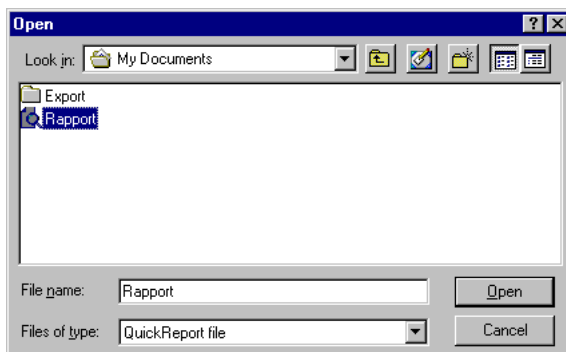 Open
Look in: My Documents
Export
Rapport
File name: Rapport Open
Files of type: QuickReport file Cancel